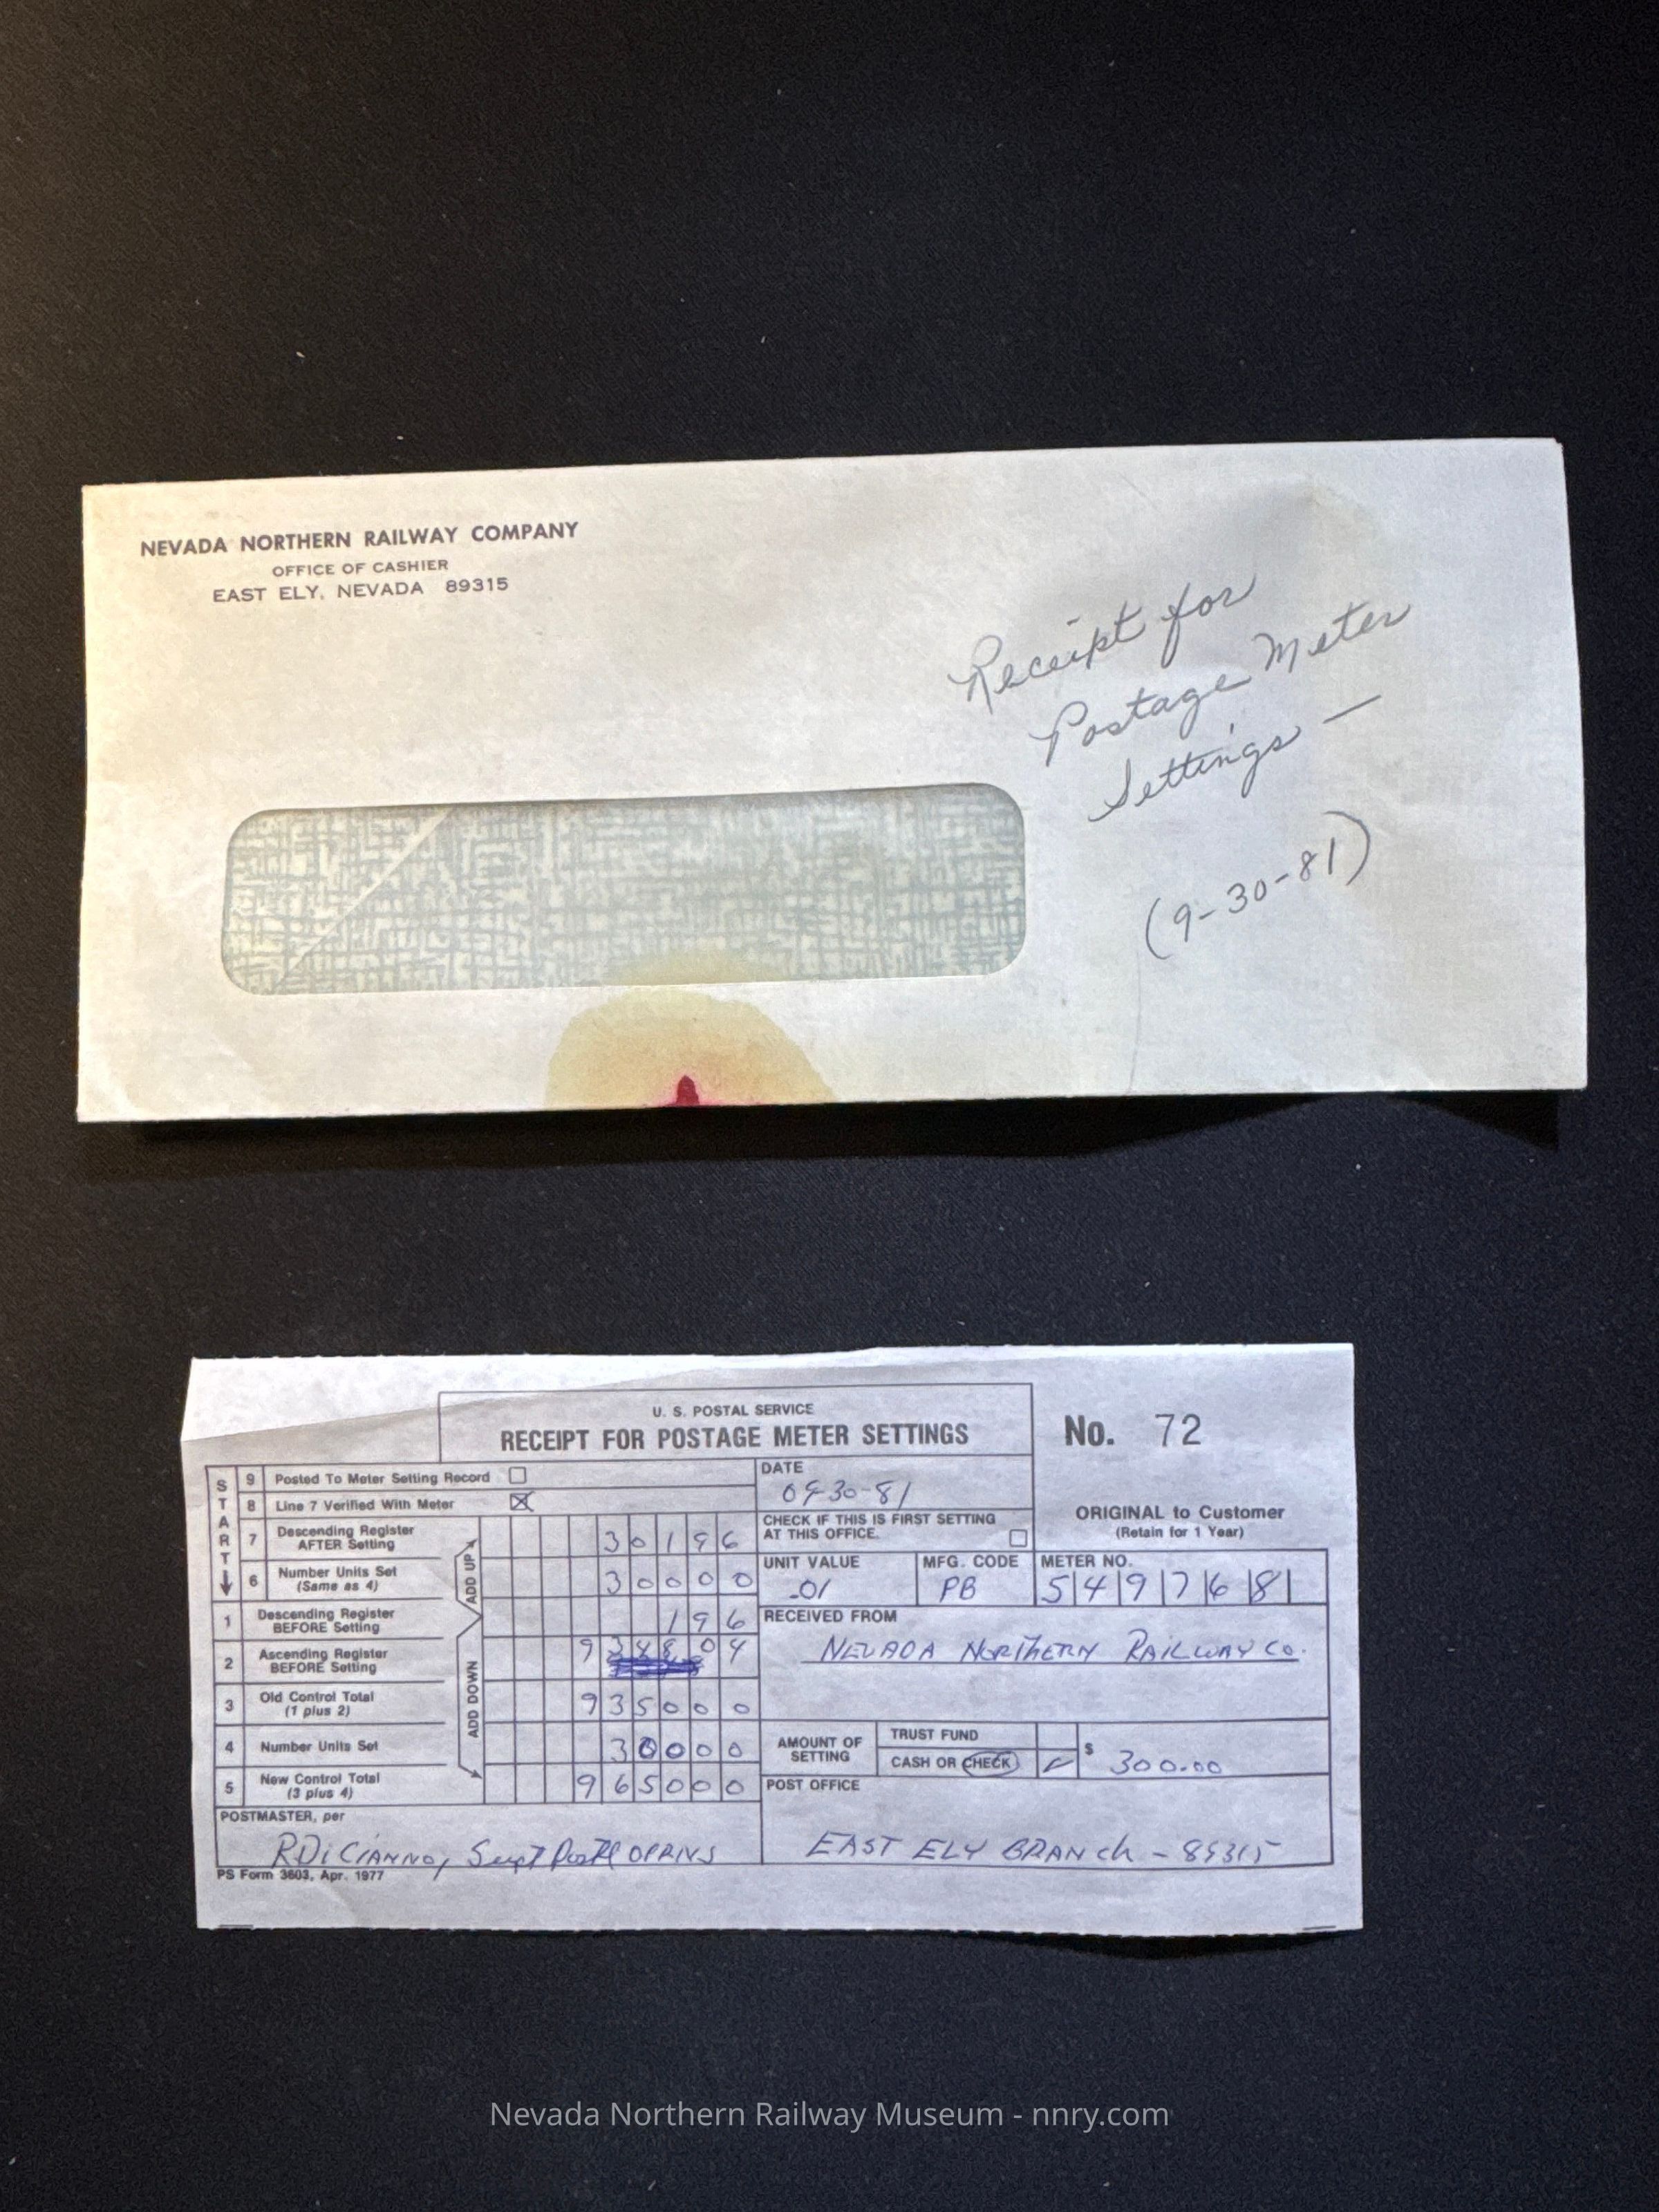 NEVADA NORTHERN RAILWAY COMPANY
OFFICE OF CASHIER
EAST ELY, NEVADA 89315
Receipt for
Postage Meter
Settings —
(9-30-81)
U. S. POSTAL SERVICE
RECEIPT FOR POSTAGE METER SETTINGS
No. 72
START
9 Posted To Meter Setting Record
8 Line 7 Verified With Meter
7 Descending Register AFTER Setting 30196
6 Number Units Set (Same as 4) 30000
ADD UP
1 Descending Register BEFORE Setting 196
2 Ascending Register BEFORE Setting 934804
3 Old Control Total (1 plus 2) 935000
4 Number Units Set 30000
5 New Control Total (3 plus 4) 965000
ADD DOWN
POSTMASTER, per
R DiCianno, Supt Postl OPRNS
PS Form 3603, Apr. 1977
DATE
09-30-81
CHECK IF THIS IS FIRST SETTING
AT THIS OFFICE.
ORIGINAL to Customer
(Retain for 1 Year)
UNIT VALUE MFG. CODE METER NO.
.01 PB 5497681
RECEIVED FROM
NEVADA NORTHERN RAILWAY CO.
AMOUNT OF SETTING
TRUST FUND
CASH OR CHECK ✓ $ 300.00
POST OFFICE
EAST ELY BRANCH - 89315
Nevada Northern Railway Museum - nnry.com